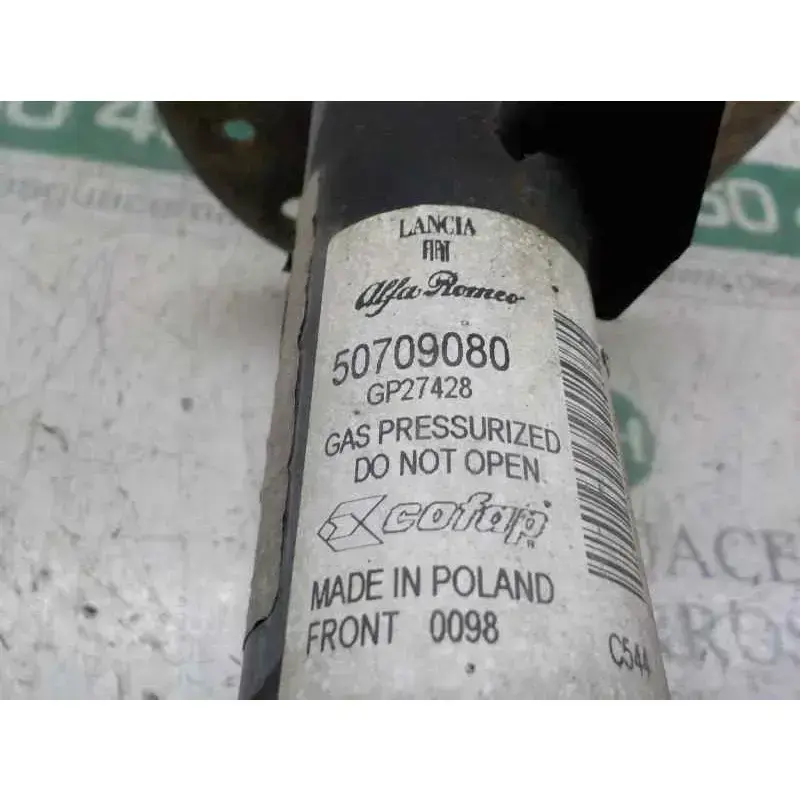 LANCIA
FIAT
Alfa Romeo
50709080
GP27428
GAS PRESSURIZED
DO NOT OPEN
cofap
MADE IN POLAND
FRONT 0098
C544